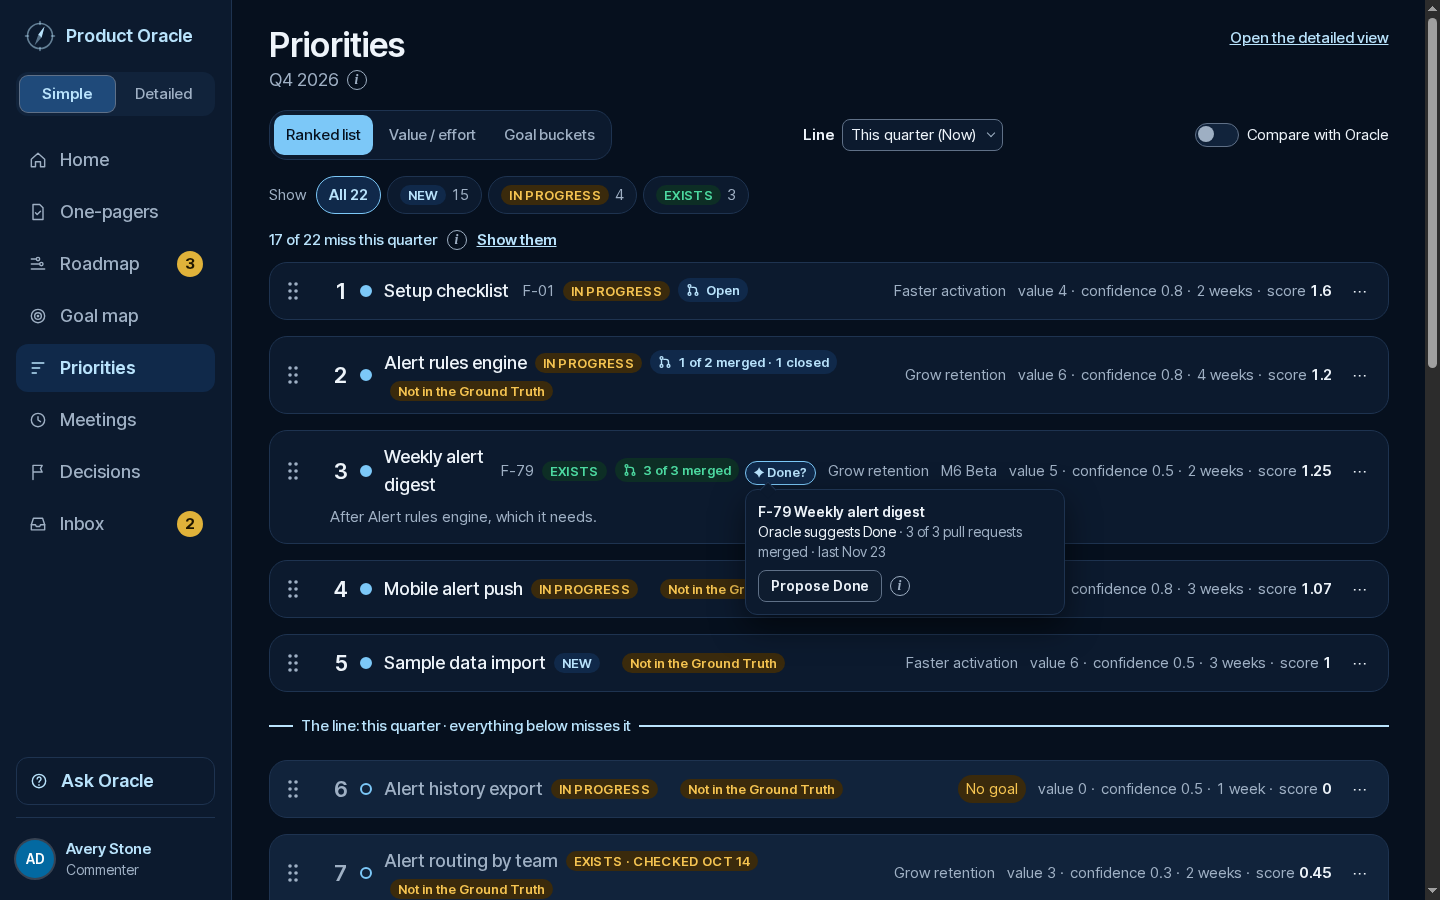 Product Oracle
Simple
Detailed
Home
One-pagers
Roadmap
3
Goal map
Priorities
Meetings
Decisions
Inbox
2
Ask Oracle
AD
Avery Stone
Commenter
Priorities
Open the detailed view
Q4 2026 i
Ranked list
Value / effort
Goal buckets
Line
This quarter (Now)
Compare with Oracle
Show
All 22
NEW 15
IN PROGRESS 4
EXISTS 3
17 of 22 miss this quarter i Show them
1 Setup checklist F-01 IN PROGRESS Open Faster activation value 4 · confidence 0.8 · 2 weeks · score 1.6 ···
2 Alert rules engine IN PROGRESS 1 of 2 merged · 1 closed
Not in the Ground Truth
Grow retention value 6 · confidence 0.8 · 4 weeks · score 1.2 ···
3 Weekly alert digest F-79 EXISTS 3 of 3 merged Done? Grow retention M6 Beta value 5 · confidence 0.5 · 2 weeks · score 1.25 ···
After Alert rules engine, which it needs.
F-79 Weekly alert digest
Oracle suggests Done · 3 of 3 pull requests
merged · last Nov 23
Propose Done i
4 Mobile alert push IN PROGRESS Not in the Gr confidence 0.8 · 3 weeks · score 1.07 ···
5 Sample data import NEW Not in the Ground Truth Faster activation value 6 · confidence 0.5 · 3 weeks · score 1 ···
The line: this quarter · everything below misses it
6 Alert history export IN PROGRESS Not in the Ground Truth No goal value 0 · confidence 0.5 · 1 week · score 0 ···
7 Alert routing by team EXISTS · CHECKED OCT 14
Not in the Ground Truth
Grow retention value 3 · confidence 0.3 · 2 weeks · score 0.45 ···